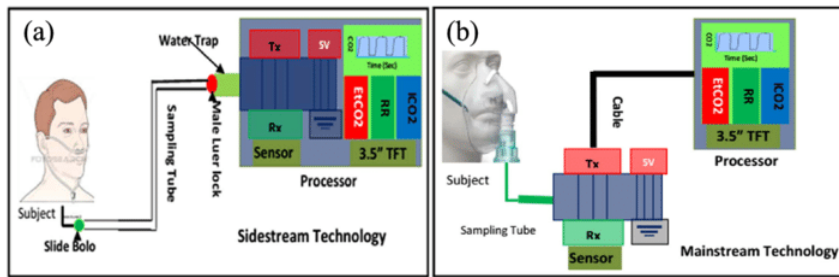 (a)
Water Trap
Tx
SV
ICO2
Time (Sec)
EtCO2
RR
ICO2
Sampling Tube
Male Luer lock
Rx
Sensor
3.5" TFT
Processor
Subject
Slide Bolo
Sidestream Technology
(b)
CO2
Time (Sec)
EtCO2
RR
ICO2
Cable
3.5" TFT
Processor
Tx
SV
Subject
Sampling Tube
Rx
Sensor
Mainstream Technology